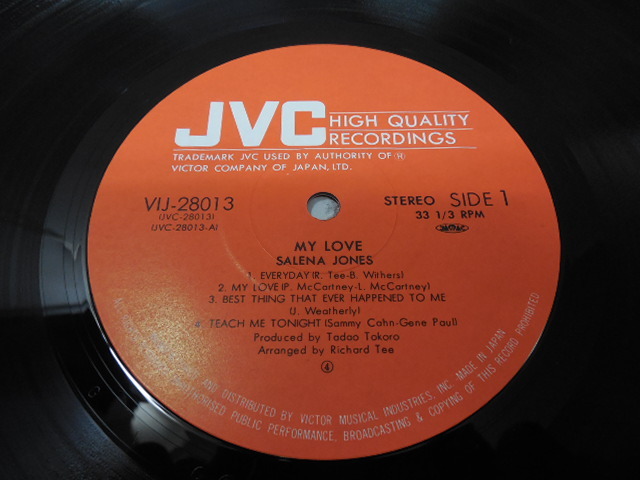 JVC HIGH QUALITY
RECORDINGS
TRADEMARK JVC USED BY AUTHORITY OF
VICTOR COMPANY OF JAPAN, LTD.
VIJ-28013
(JVC-28013)
(JVC-28013-A)
STEREO SIDE 1
33 1/3 RPM
MY LOVE
SALENA JONES
1. EVERYDAY(R. Tee-B. Withers)
2. MY LOVE(P. McCartney-L. McCartney)
3. BEST THING THAT EVER HAPPENED TO ME
(J. Weatherly)
4. TEACH ME TONIGHT(Sammy Cahn-Gene Paul)
Produced by Tadao Tokoro
Arranged by Richard Tee
④
AND DISTRIBUTED BY VICTOR MUSICAL INDUSTRIES, INC. MADE IN JAPAN
PUBLIC PERFORMANCE, BROADCASTING & COPYING OF THIS RECORD PROHIBITED